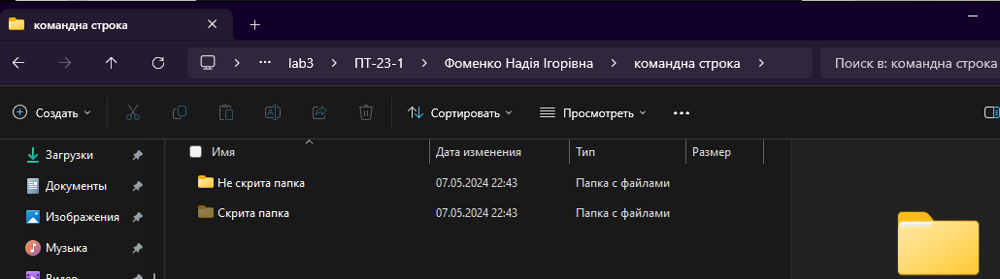 командна строка
lab3 ПТ-23-1 Фоменко Надія Ігорівна командна строка Поиск в: командна строка
Создать Сортировать Просмотреть
Загрузки Имя Дата изменения Тип Размер
Документы Не скрита папка 07.05.2024 22:43 Папка с файлами
Изображения Скрита папка 07.05.2024 22:43 Папка с файлами
Музыка
Видео